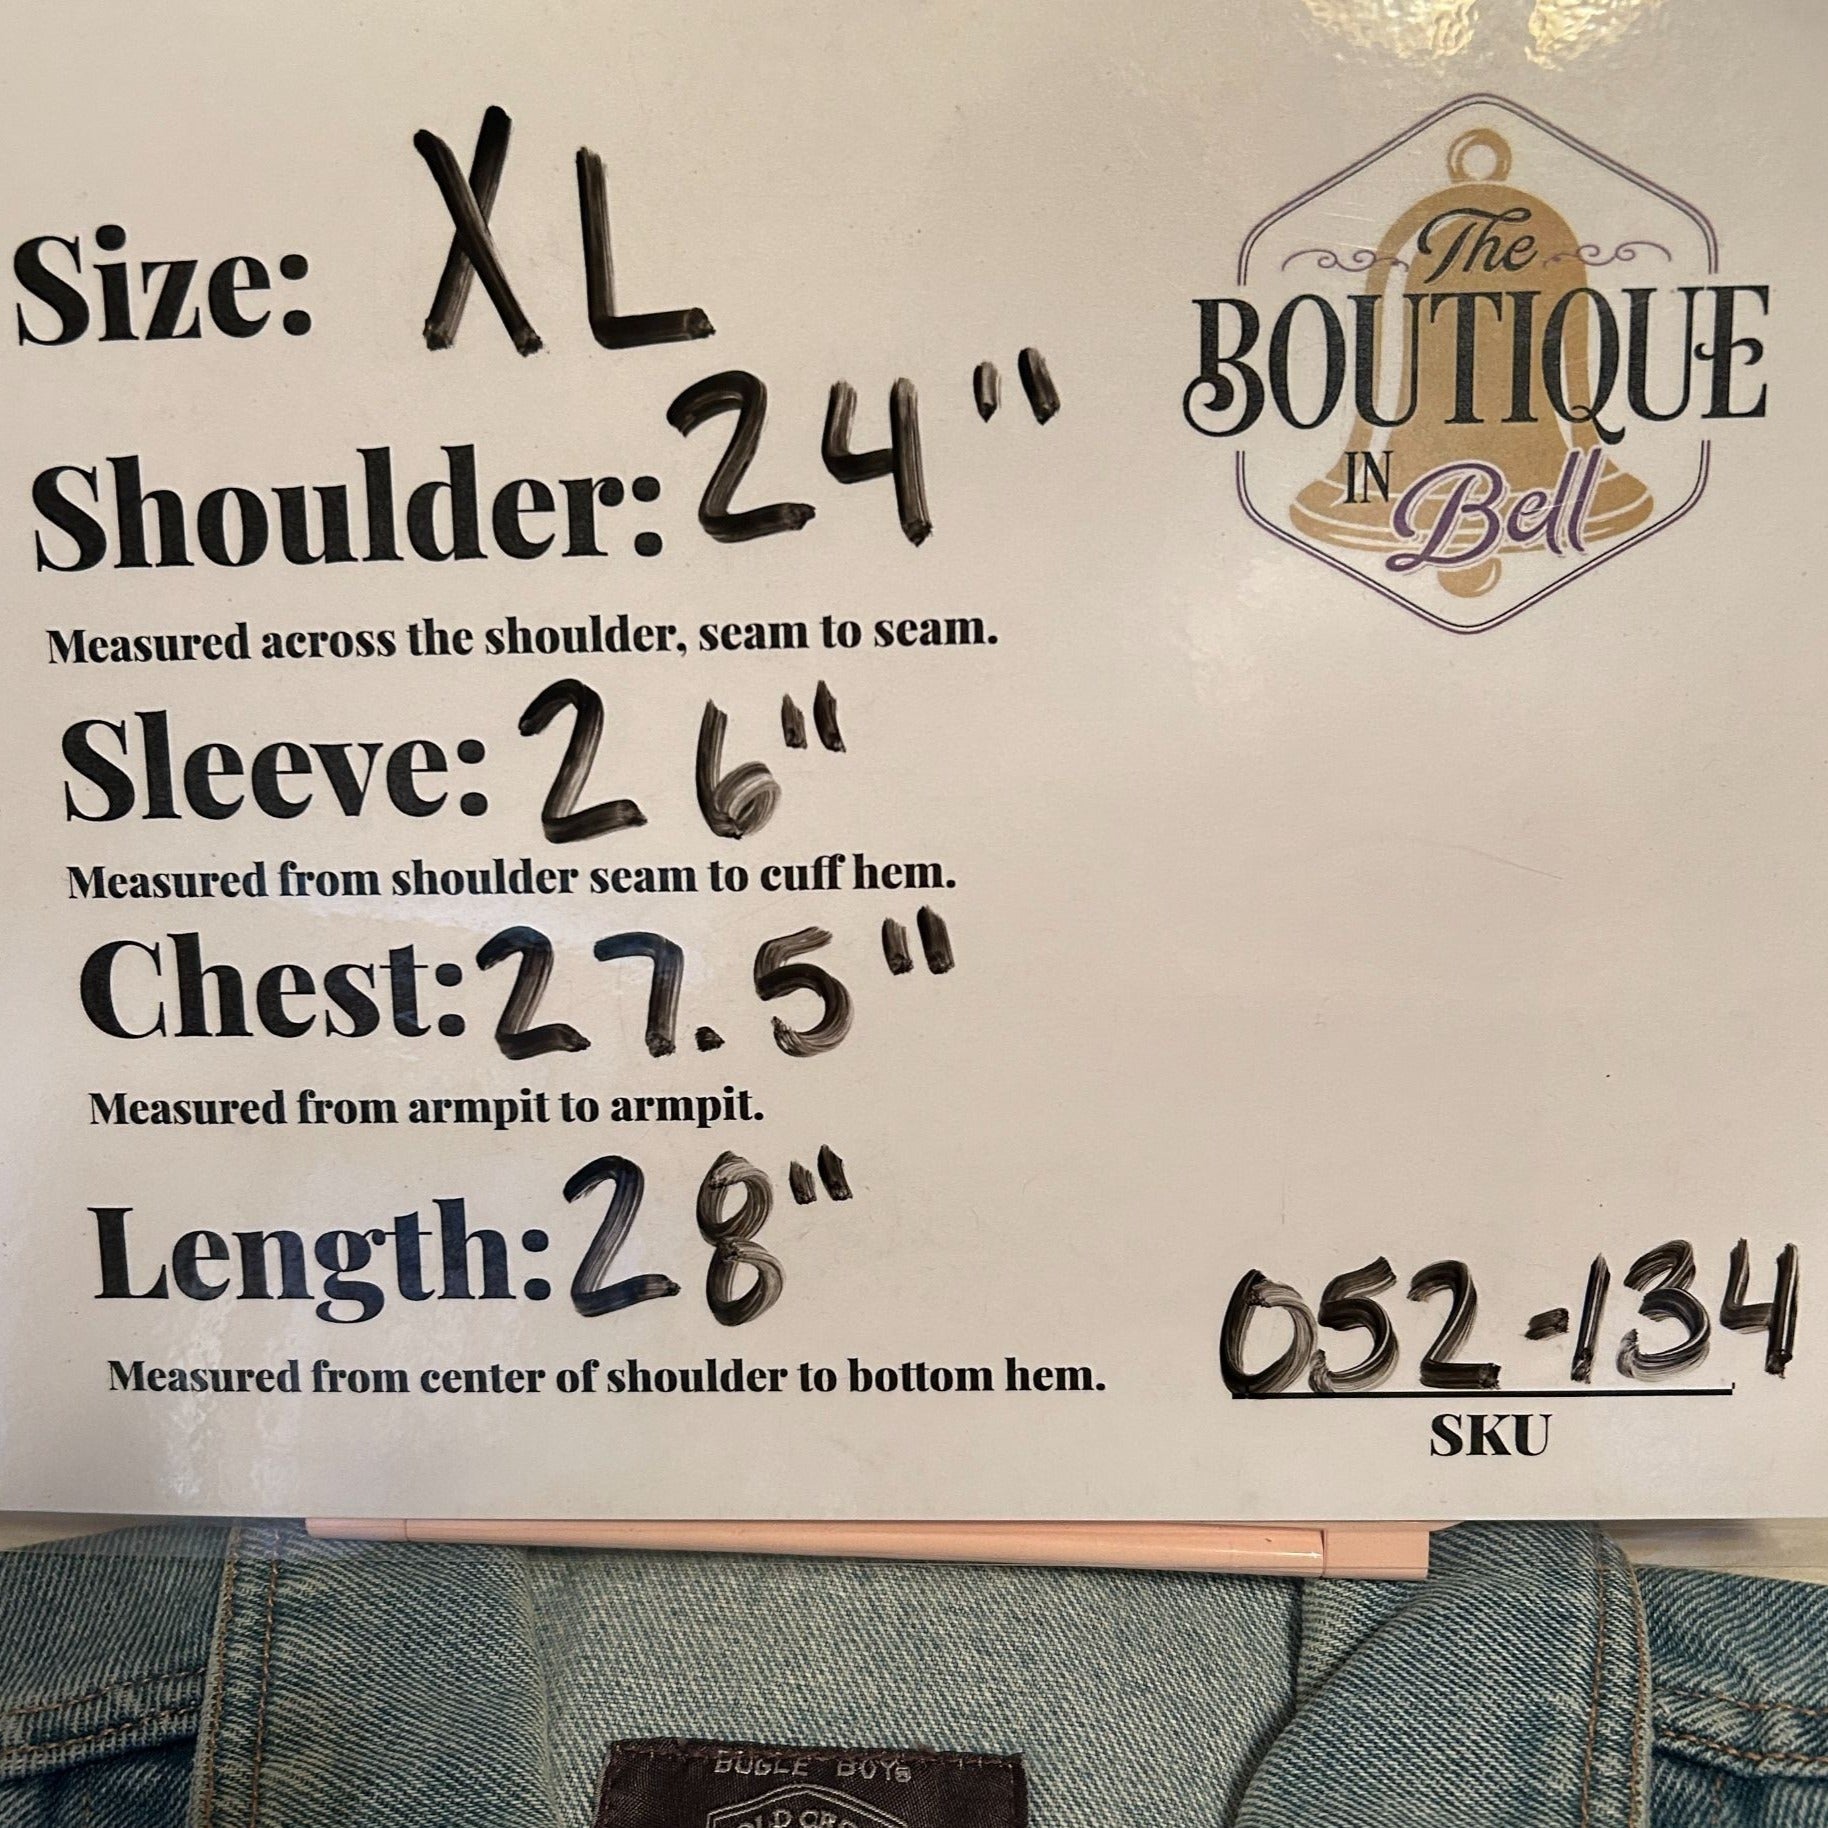 Size: XL
The
BOUTIQUE
IN Bell
Shoulder: 24"
Measured across the shoulder, seam to seam.
Sleeve: 26"
Measured from shoulder seam to cuff hem.
Chest: 27.5"
Measured from armpit to armpit.
Length: 28"
Measured from center of shoulder to bottom hem.
052-134
SKU
BUGLE BOY®
OLD